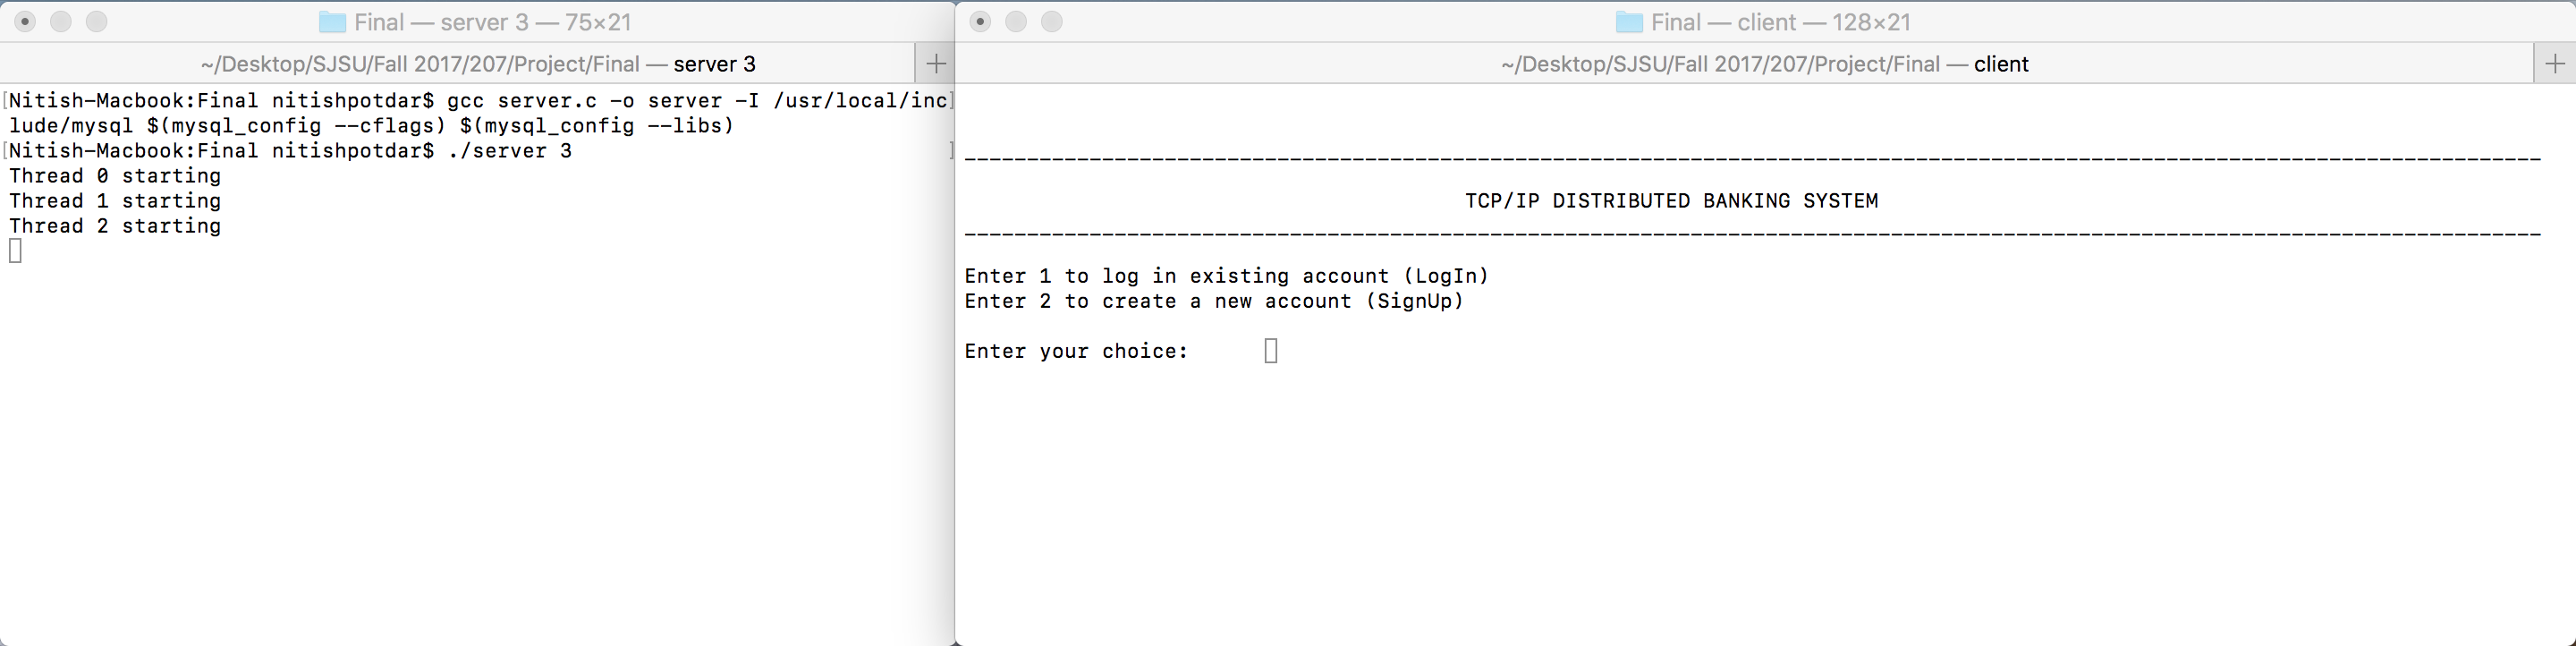 Final — server 3 — 75×21
~/Desktop/SJSU/Fall 2017/207/Project/Final — server 3
[Nitish-Macbook:Final nitishpotdar$ gcc server.c -o server -I /usr/local/inc]
lude/mysql $(mysql_config --cflags) $(mysql_config --libs)
[Nitish-Macbook:Final nitishpotdar$ ./server 3 ]
Thread 0 starting
Thread 1 starting
Thread 2 starting
Final — client — 128×21
~/Desktop/SJSU/Fall 2017/207/Project/Final — client
TCP/IP DISTRIBUTED BANKING SYSTEM
Enter 1 to log in existing account (LogIn)
Enter 2 to create a new account (SignUp)
Enter your choice: